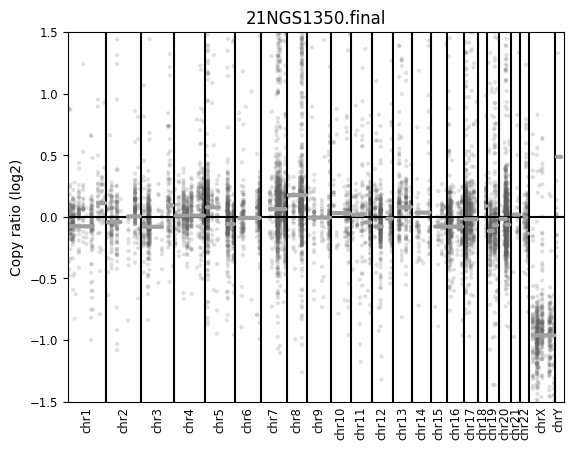 21NGS1350.final
Copy ratio (log2)
1.5
1.0
0.5
0.0
−0.5
−1.0
−1.5
chr1
chr2
chr3
chr4
chr5
chr6
chr7
chr8
chr9
chr10
chr11
chr12
chr13
chr14
chr15
chr16
chr17
chr18
chr19
chr20
chr21
chr22
chrX
chrY